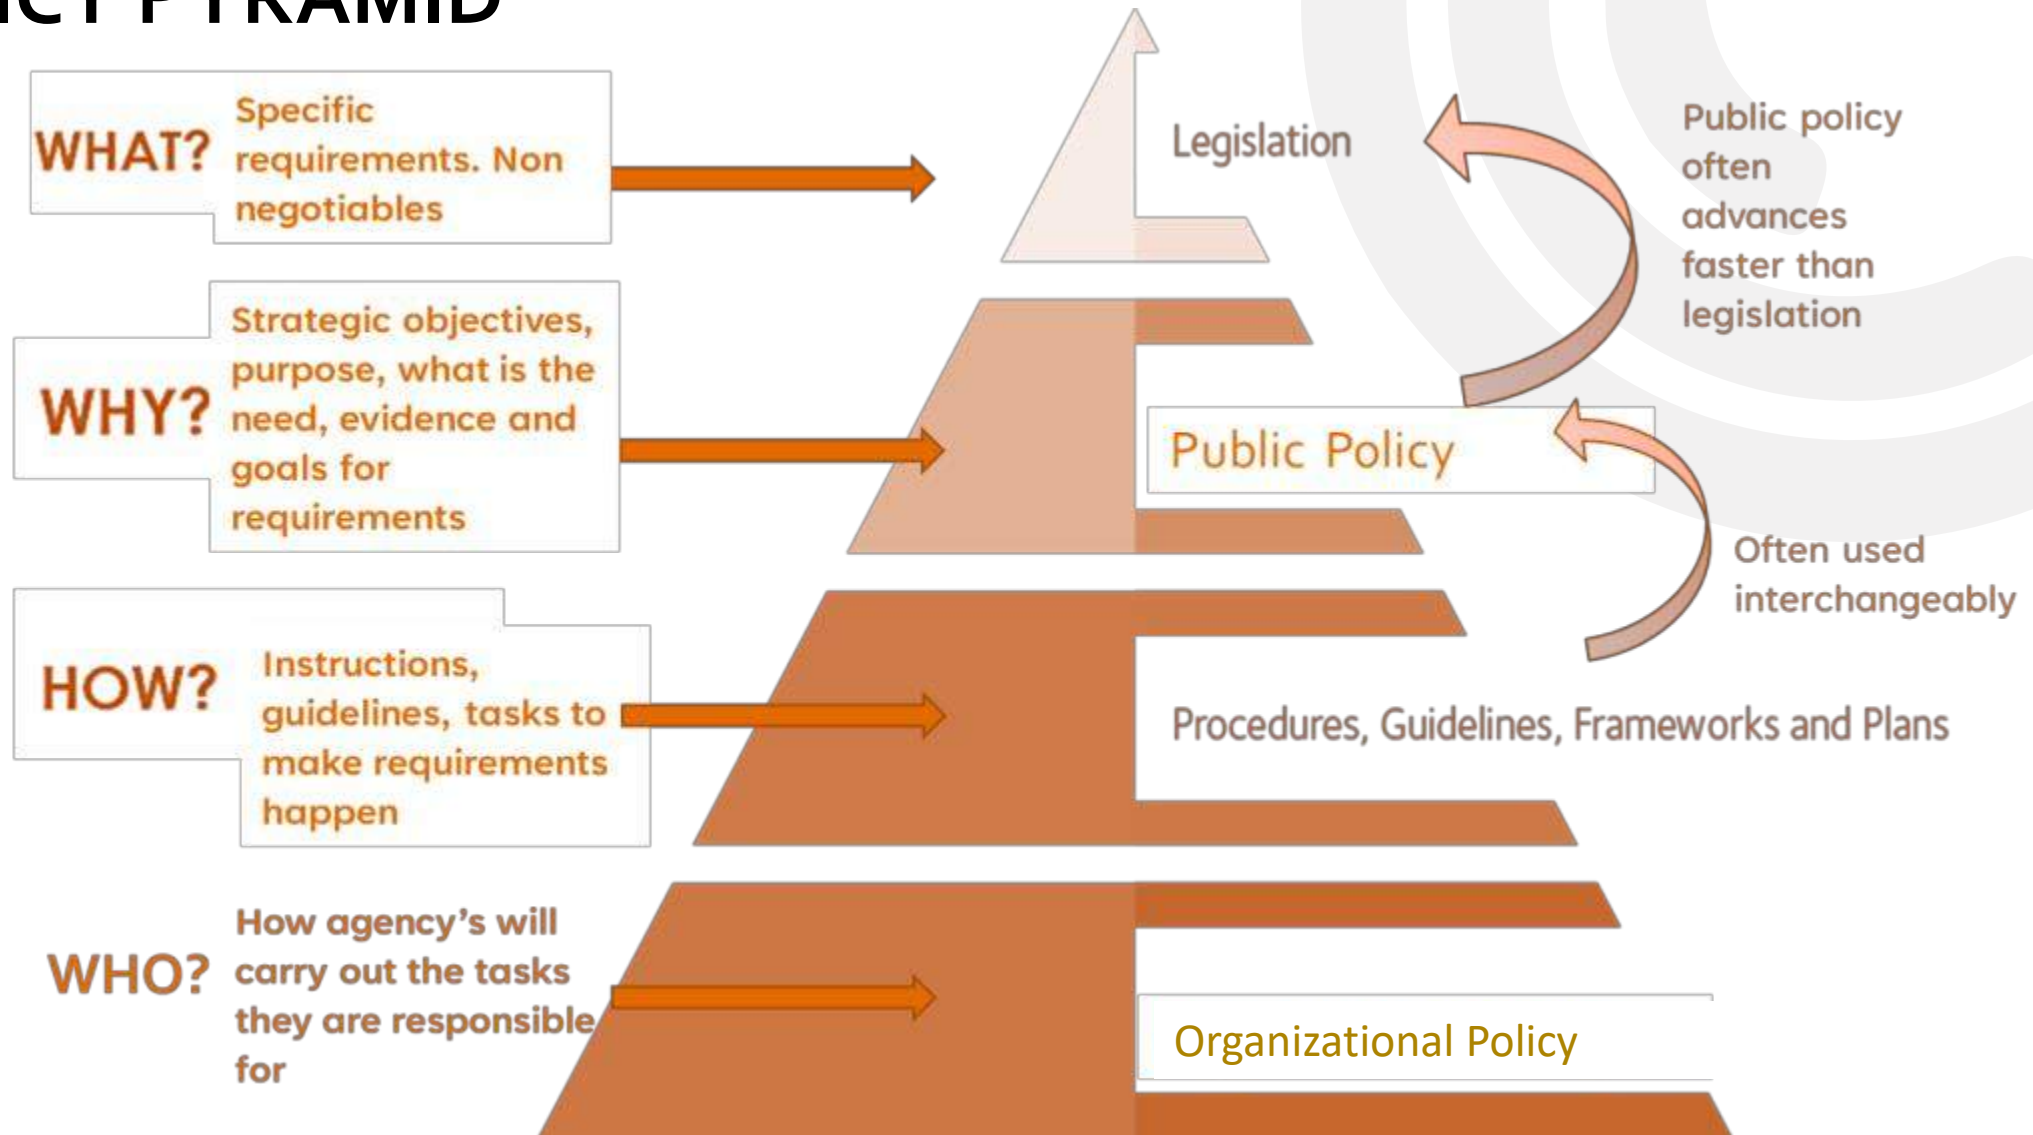 PYRAMID
WHAT?
Specific
requirements. Non
negotiables
Legislation
Public policy
often
advances
faster than
legislation
WHY?
Strategic objectives,
purpose, what is the
need, evidence and
goals for
requirements
Public Policy
Often used
interchangeably
HOW?
Instructions,
guidelines, tasks to
make requirements
happen
Procedures, Guidelines, Frameworks and Plans
WHO?
How agency's will
carry out the tasks
they are responsible
for
Organizational Policy